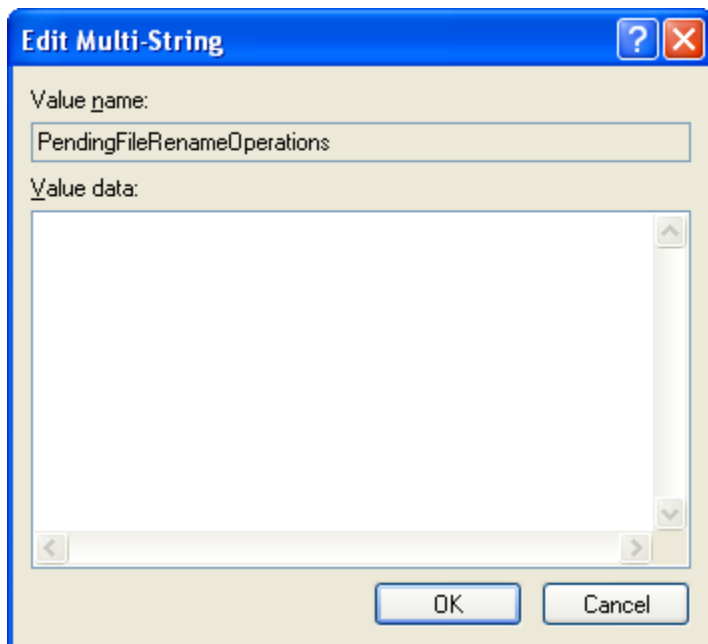 Edit Multi-String
?
Value name:
PendingFileRenameOperations
Value data:
OK Cancel